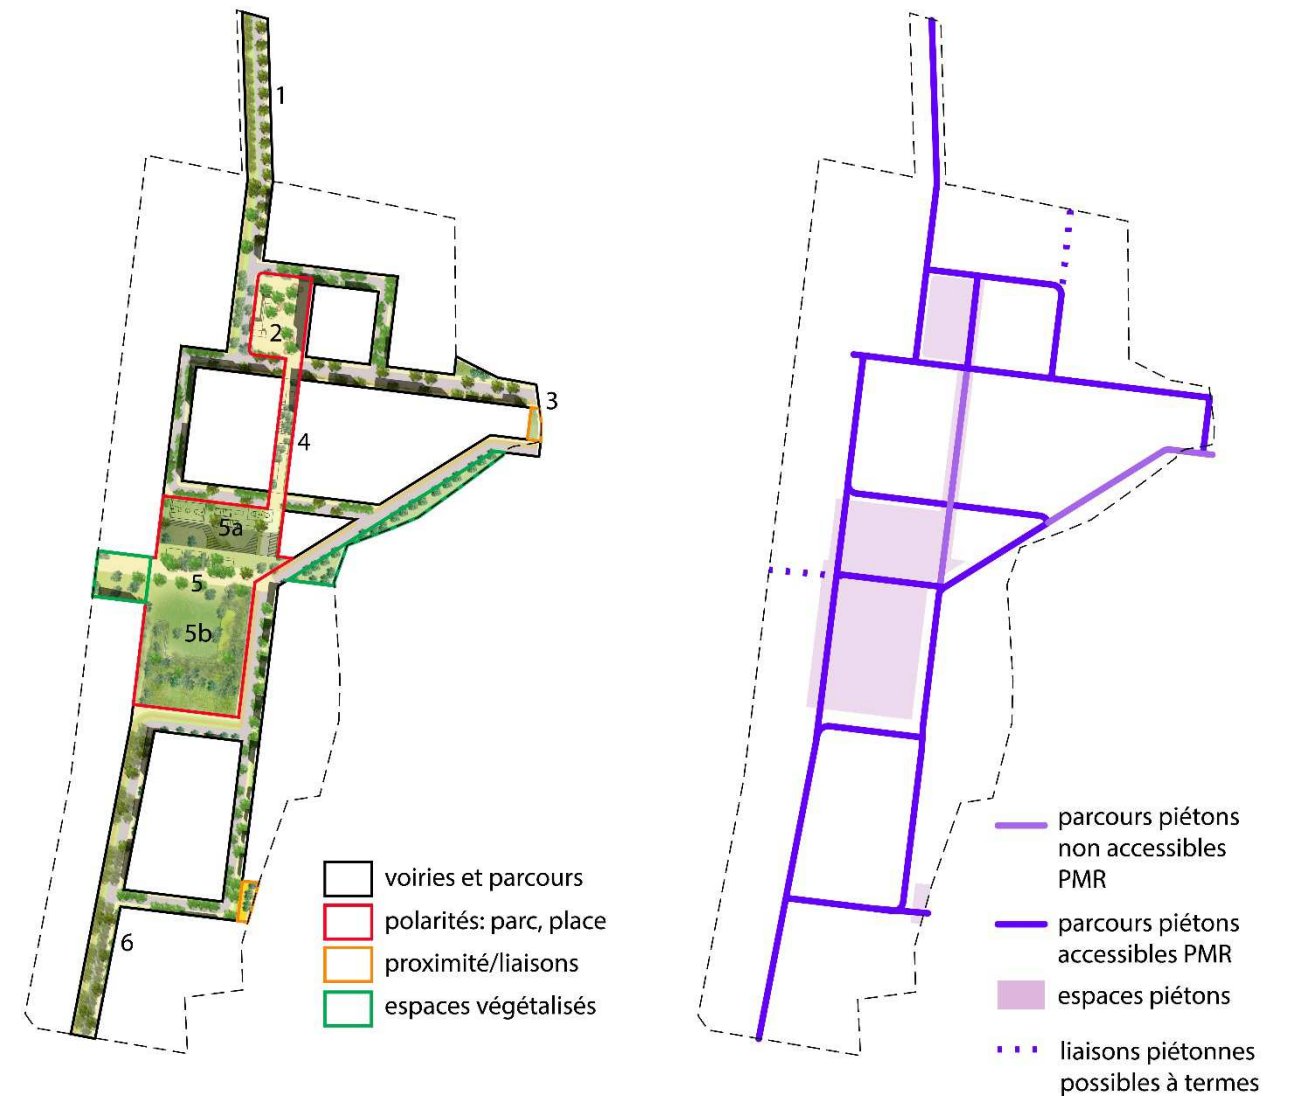 1
2
3
4
5a
5
5b
6
voiries et parcours
polarités: parc, place
proximité/liaisons
espaces végétalisés
parcours piétons
non accessibles
PMR
parcours piétons
accessibles PMR
espaces piétons
liaisons piétonnes
possibles à termes